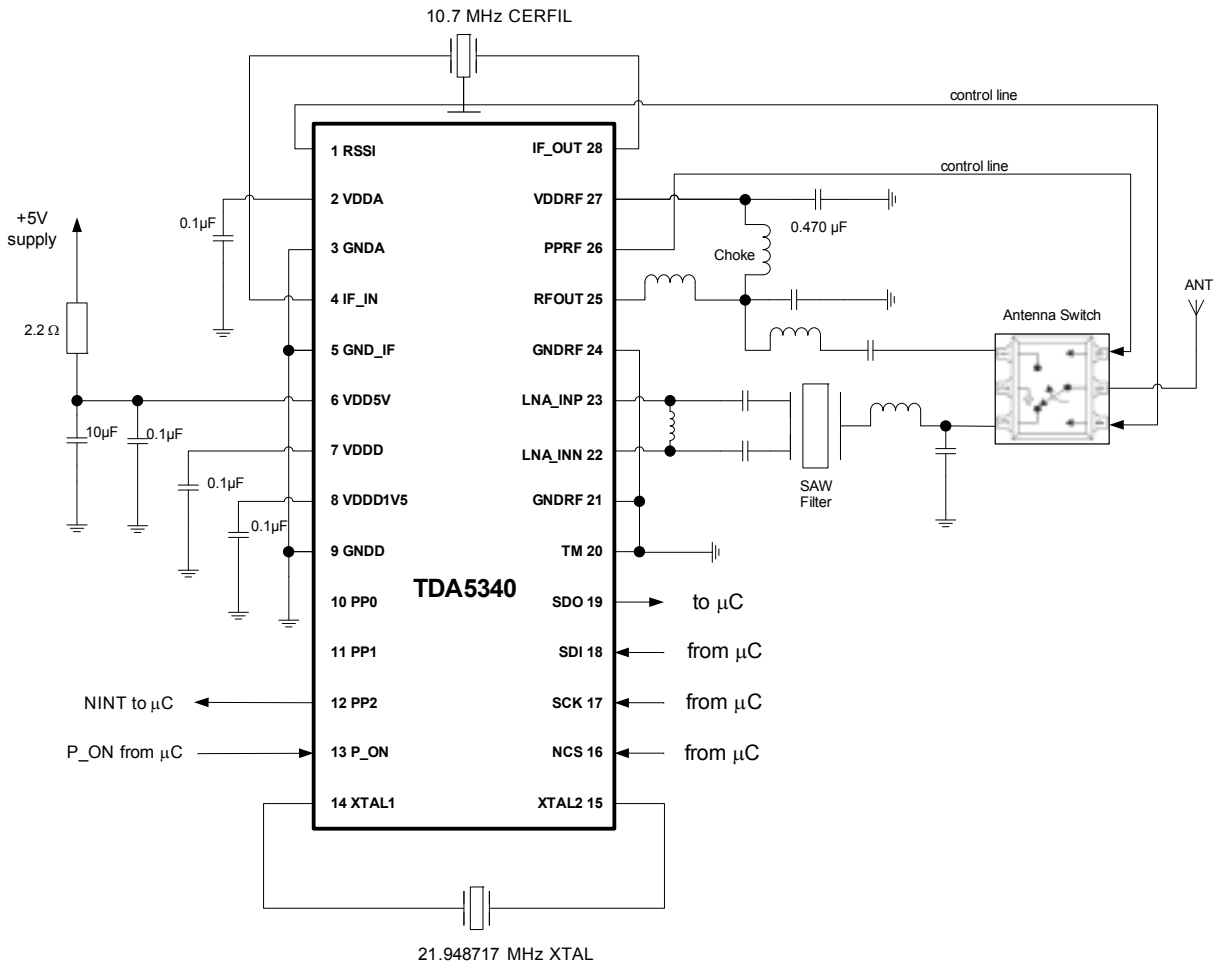 10.7 MHz CERFIL
control line
control line
1 RSSI
IF_OUT 28
2 VDDA
VDDRF 27
0.1µF
0.470 µF
+5V
supply
3 GNDA
PPRF 26
Choke
4 IF_IN
RFOUT 25
ANT
Antenna Switch
2.2 Ω
5 GND_IF
GNDRF 24
6 VDD5V
LNA_INP 23
10µF
0.1µF
7 VDDD
LNA_INN 22
0.1µF
SAW
Filter
8 VDDD1V5
GNDRF 21
0.1µF
9 GNDD
TM 20
TDA5340
10 PP0
SDO 19
to µC
11 PP1
SDI 18
from µC
NINT to µC
12 PP2
SCK 17
from µC
P_ON from µC
13 P_ON
NCS 16
from µC
14 XTAL1
XTAL2 15
21.948717 MHz XTAL